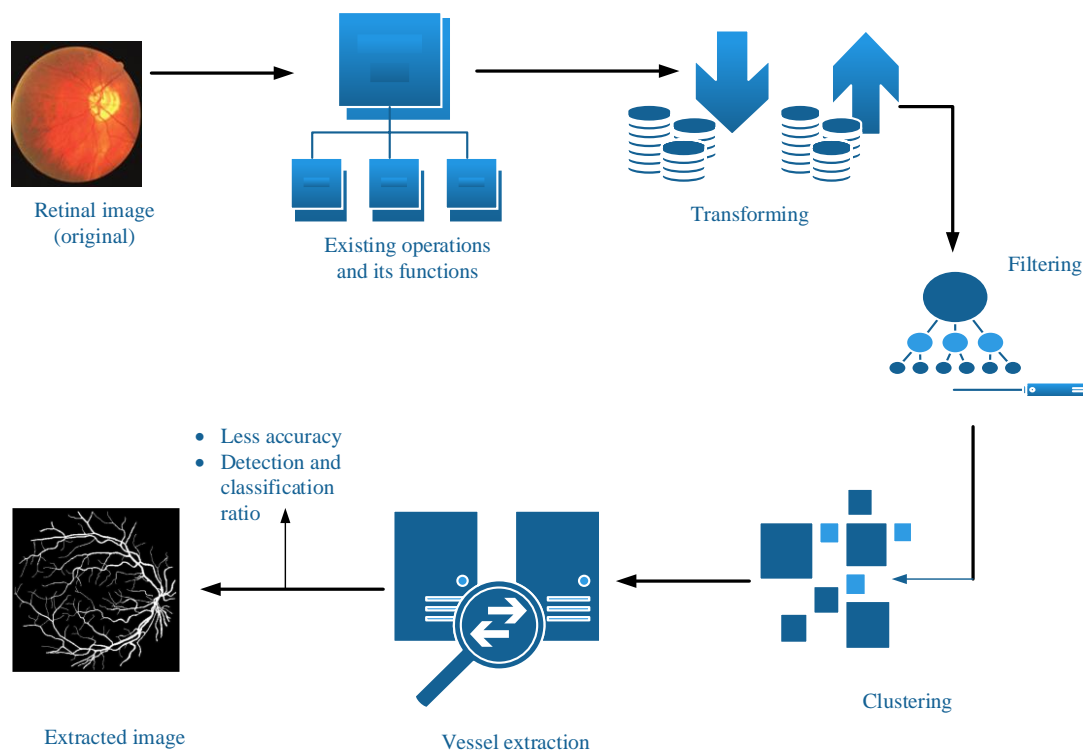 Retinal image
(original)
Existing operations
and its functions
Transforming
Filtering
• Less accuracy
• Detection and
classification
ratio
Extracted image
Vessel extraction
Clustering